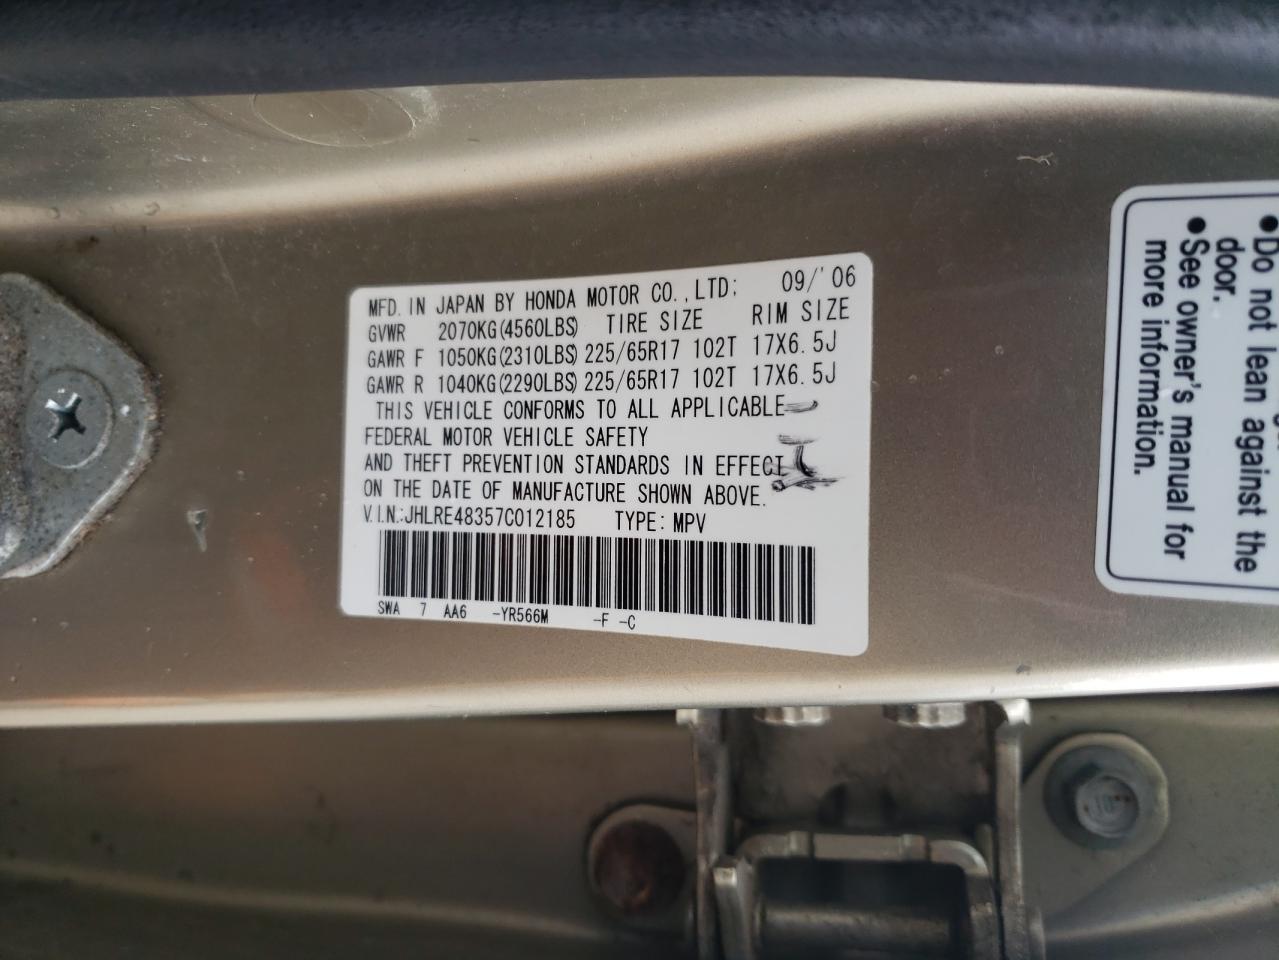 MFD. IN JAPAN BY HONDA MOTOR CO.,LTD; 09/'06
GVWR 2070KG(4560LBS) TIRE SIZE RIM SIZE
GAWR F 1050KG(2310LBS) 225/65R17 102T 17X6.5J
GAWR R 1040KG(2290LBS) 225/65R17 102T 17X6.5J
THIS VEHICLE CONFORMS TO ALL APPLICABLE
FEDERAL MOTOR VEHICLE SAFETY
AND THEFT PREVENTION STANDARDS IN EFFECT
ON THE DATE OF MANUFACTURE SHOWN ABOVE.
V.I.N.:JHLRE48357C012185 TYPE: MPV
SWA 7 AA6 -YR566M -F -C
●Do not lean against the
door.
●See owner's manual for
more information.